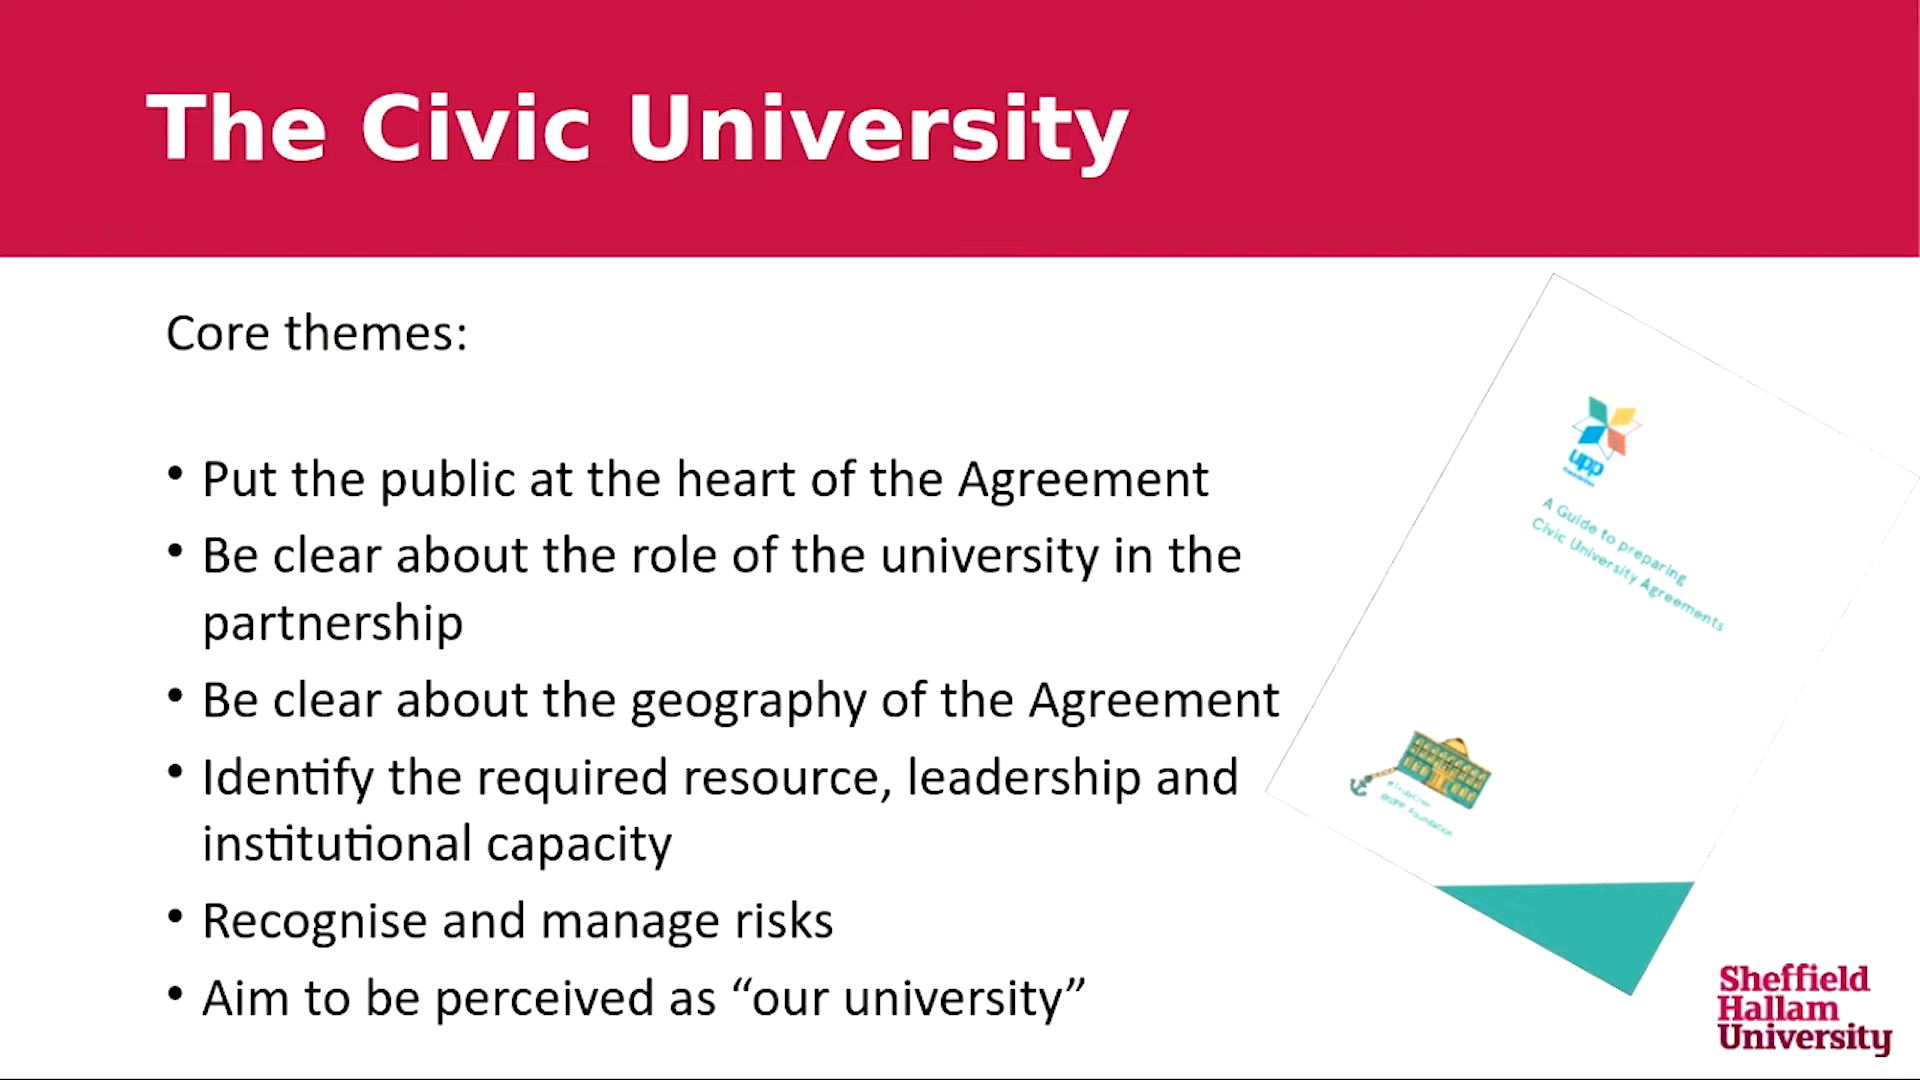 The Civic University
Core themes:
• Put the public at the heart of the Agreement
• Be clear about the role of the university in the
partnership
• Be clear about the geography of the Agreement
• Identify the required resource, leadership and
institutional capacity
• Recognise and manage risks
• Aim to be perceived as “our university”
upp
A Guide to preparing
Civic University Agreements
@UPP_Foundation
Sheffield
Hallam
University